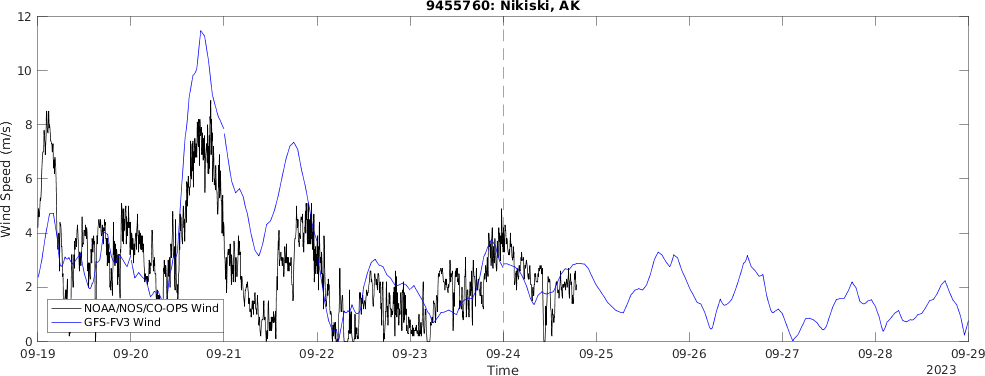 9455760: Nikiski, AK
Wind Speed (m/s)
12
10
8
6
4
2
0
NOAA/NOS/CO-OPS Wind
GFS-FV3 Wind
09-19 09-20 09-21 09-22 09-23 09-24 09-25 09-26 09-27 09-28 09-29
Time
2023